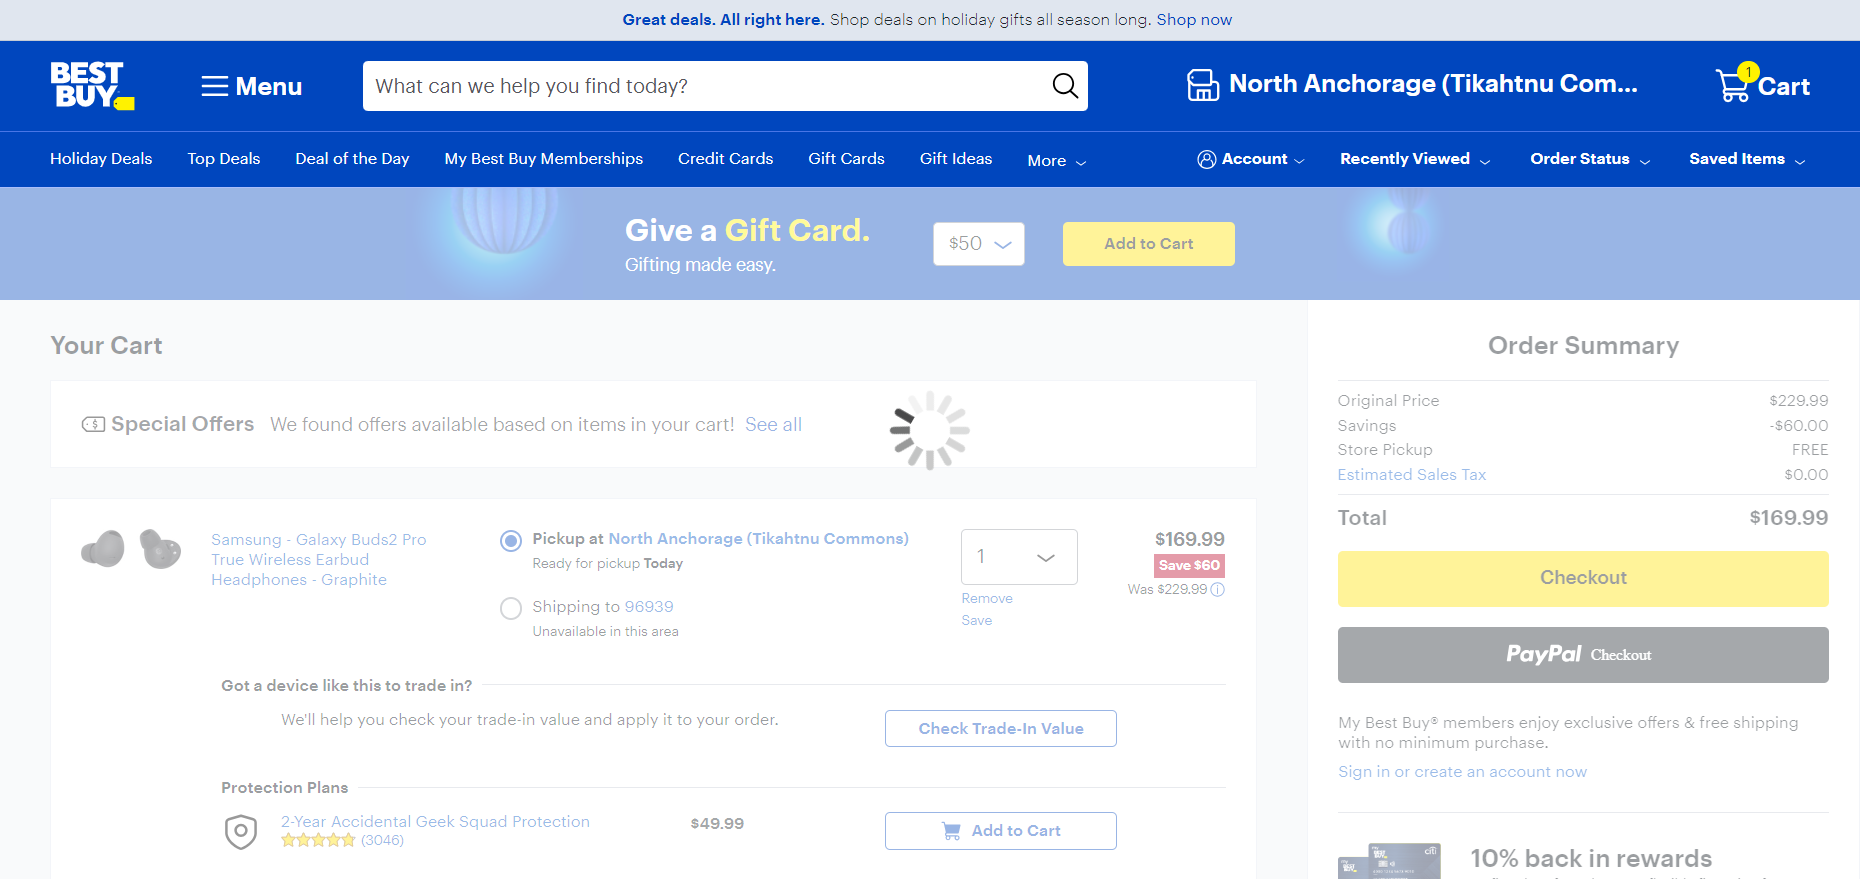 Great deals. All right here. Shop deals on holiday gifts all season long. Shop now
BEST BUY
Menu
What can we help you find today?
North Anchorage (Tikahtnu Com...
1
Cart
Holiday Deals
Top Deals
Deal of the Day
My Best Buy Memberships
Credit Cards
Gift Cards
Gift Ideas
More
Account
Recently Viewed
Order Status
Saved Items
Give a Gift Card.
Gifting made easy.
$50
Add to Cart
Your Cart
Special Offers We found offers available based on items in your cart! See all
Samsung - Galaxy Buds2 Pro
True Wireless Earbud
Headphones - Graphite
Pickup at North Anchorage (Tikahtnu Commons)
Ready for pickup Today
Shipping to 96939
Unavailable in this area
1
Remove
Save
$169.99
Save $60
Was $229.99
Got a device like this to trade in?
We'll help you check your trade-in value and apply it to your order.
Check Trade-In Value
Protection Plans
2-Year Accidental Geek Squad Protection
(3046)
$49.99
Add to Cart
Order Summary
Original Price $229.99
Savings -$60.00
Store Pickup FREE
Estimated Sales Tax $0.00
Total $169.99
Checkout
PayPal Checkout
My Best Buy® members enjoy exclusive offers & free shipping
with no minimum purchase.
Sign in or create an account now
10% back in rewards
BEST BUY
citi